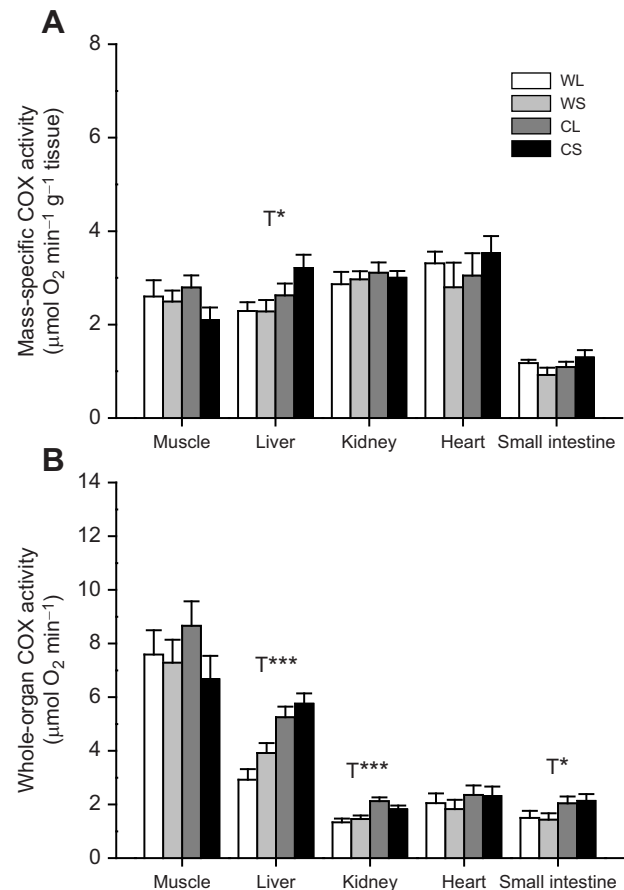 A
Mass-specific COX activity
(μmol O₂ min⁻¹ g⁻¹ tissue)
8
6
4
2
0
WL
WS
CL
CS
T*
Muscle Liver Kidney Heart Small intestine
B
Whole-organ COX activity
(μmol O₂ min⁻¹)
14
12
10
8
6
4
2
0
T***
T***
T*
Muscle Liver Kidney Heart Small intestine